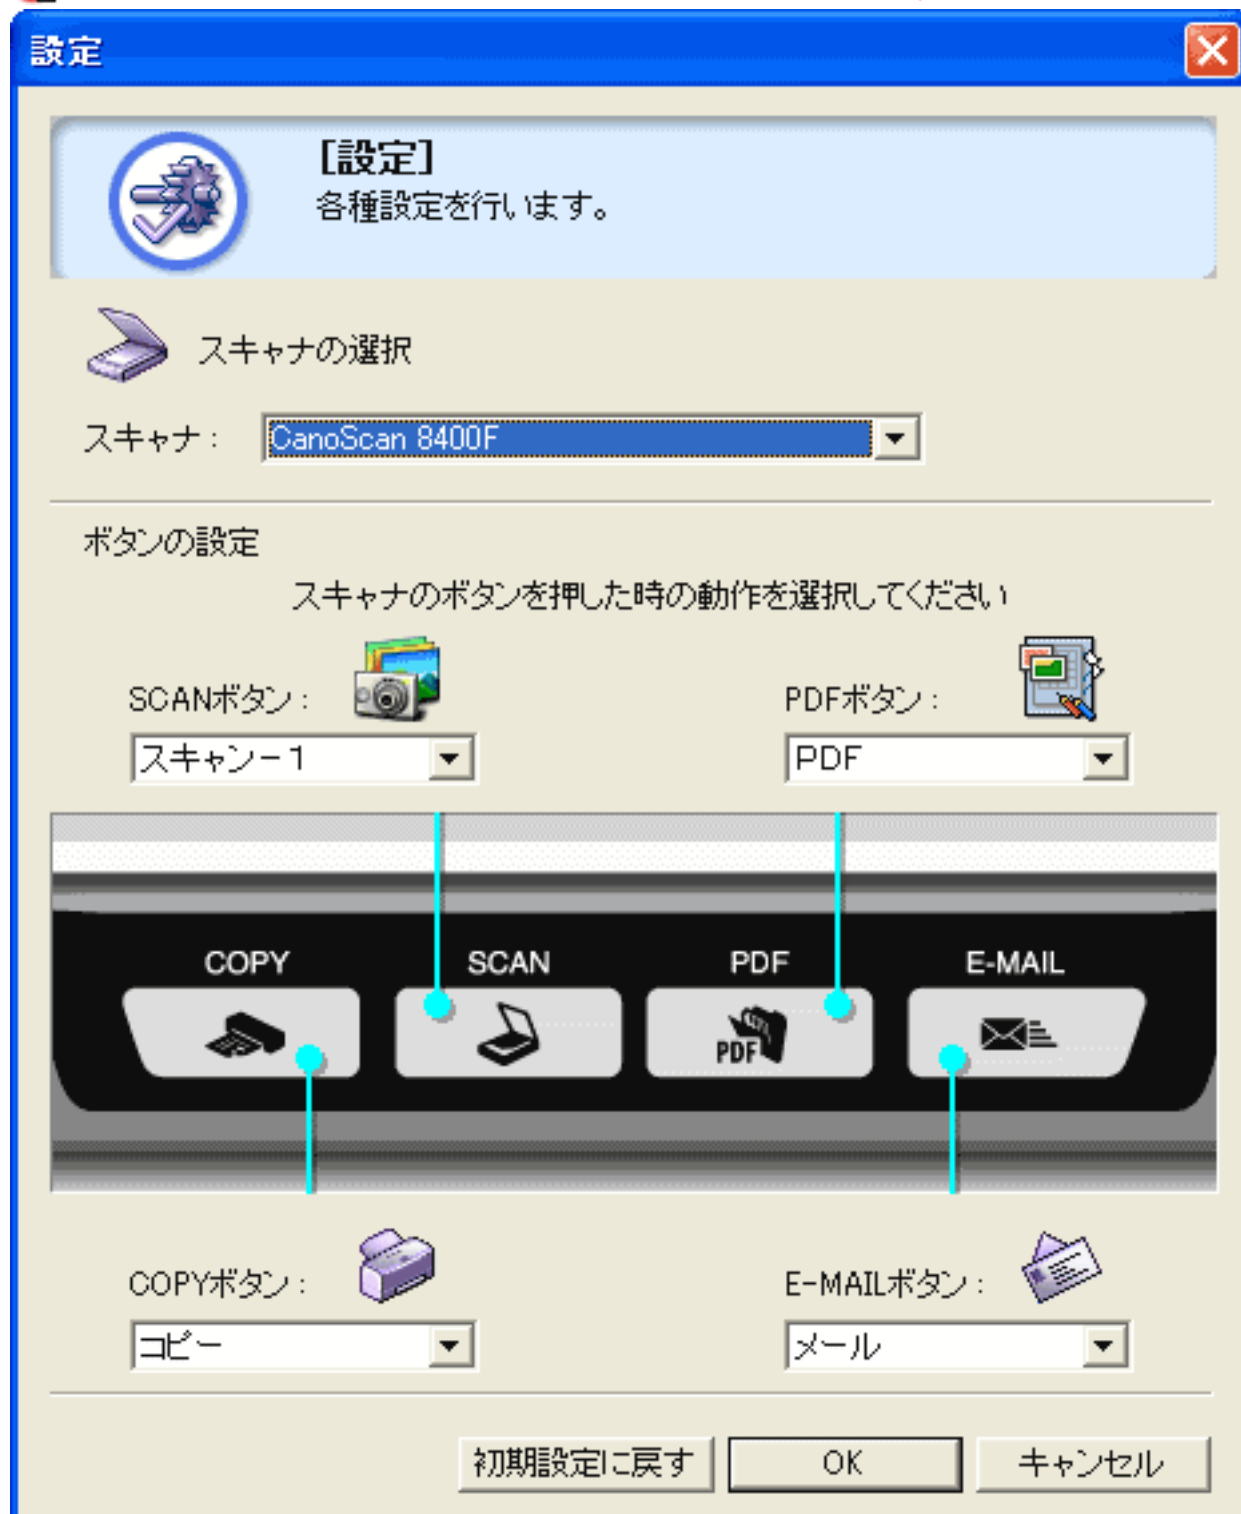 設定
[設定]
各種設定を行います。
スキャナの選択
スキャナ： CanoScan 8400F
ボタンの設定
スキャナのボタンを押した時の動作を選択してください
SCANボタン： PDFボタン：
スキャン－１ PDF
COPY SCAN PDF E-MAIL
PDF
COPYボタン： E-MAILボタン：
コピー メール
初期設定に戻す OK キャンセル